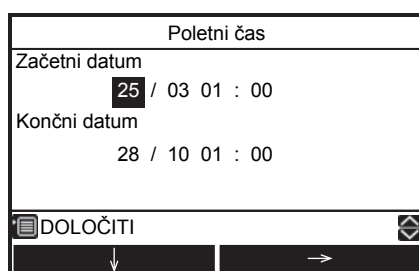 Poletni čas
Začetni datum
25 / 03 01 : 00
Končni datum
28 / 10 01 : 00
DOLOČITI
↓ →